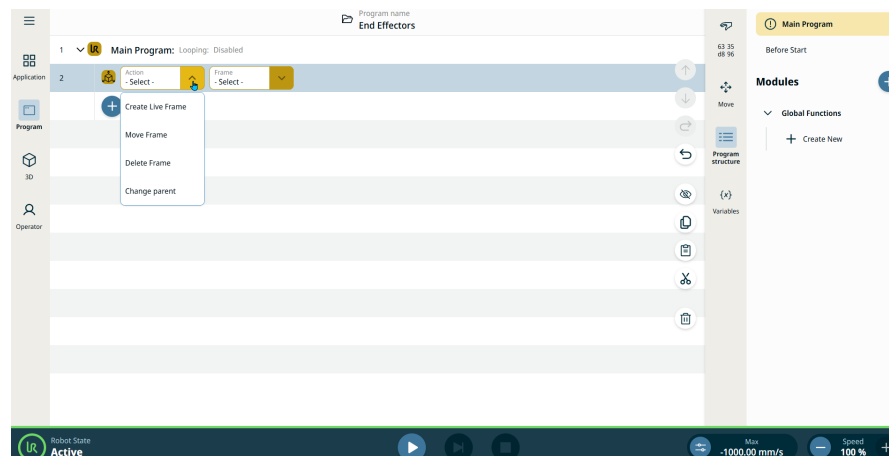 Program name
End Effectors
Application
Program
3D
Operator
1
UR
Main Program: Looping: Disabled
2
Action
- Select -
Frame
- Select -
Create Live Frame
Move Frame
Delete Frame
Change parent
63 35
d8 96
Move
Program
structure
{x}
Variables
Main Program
Before Start
Modules
Global Functions
Create New
UR
Robot State
Active
Max
-1000.00 mm/s
Speed
100 %